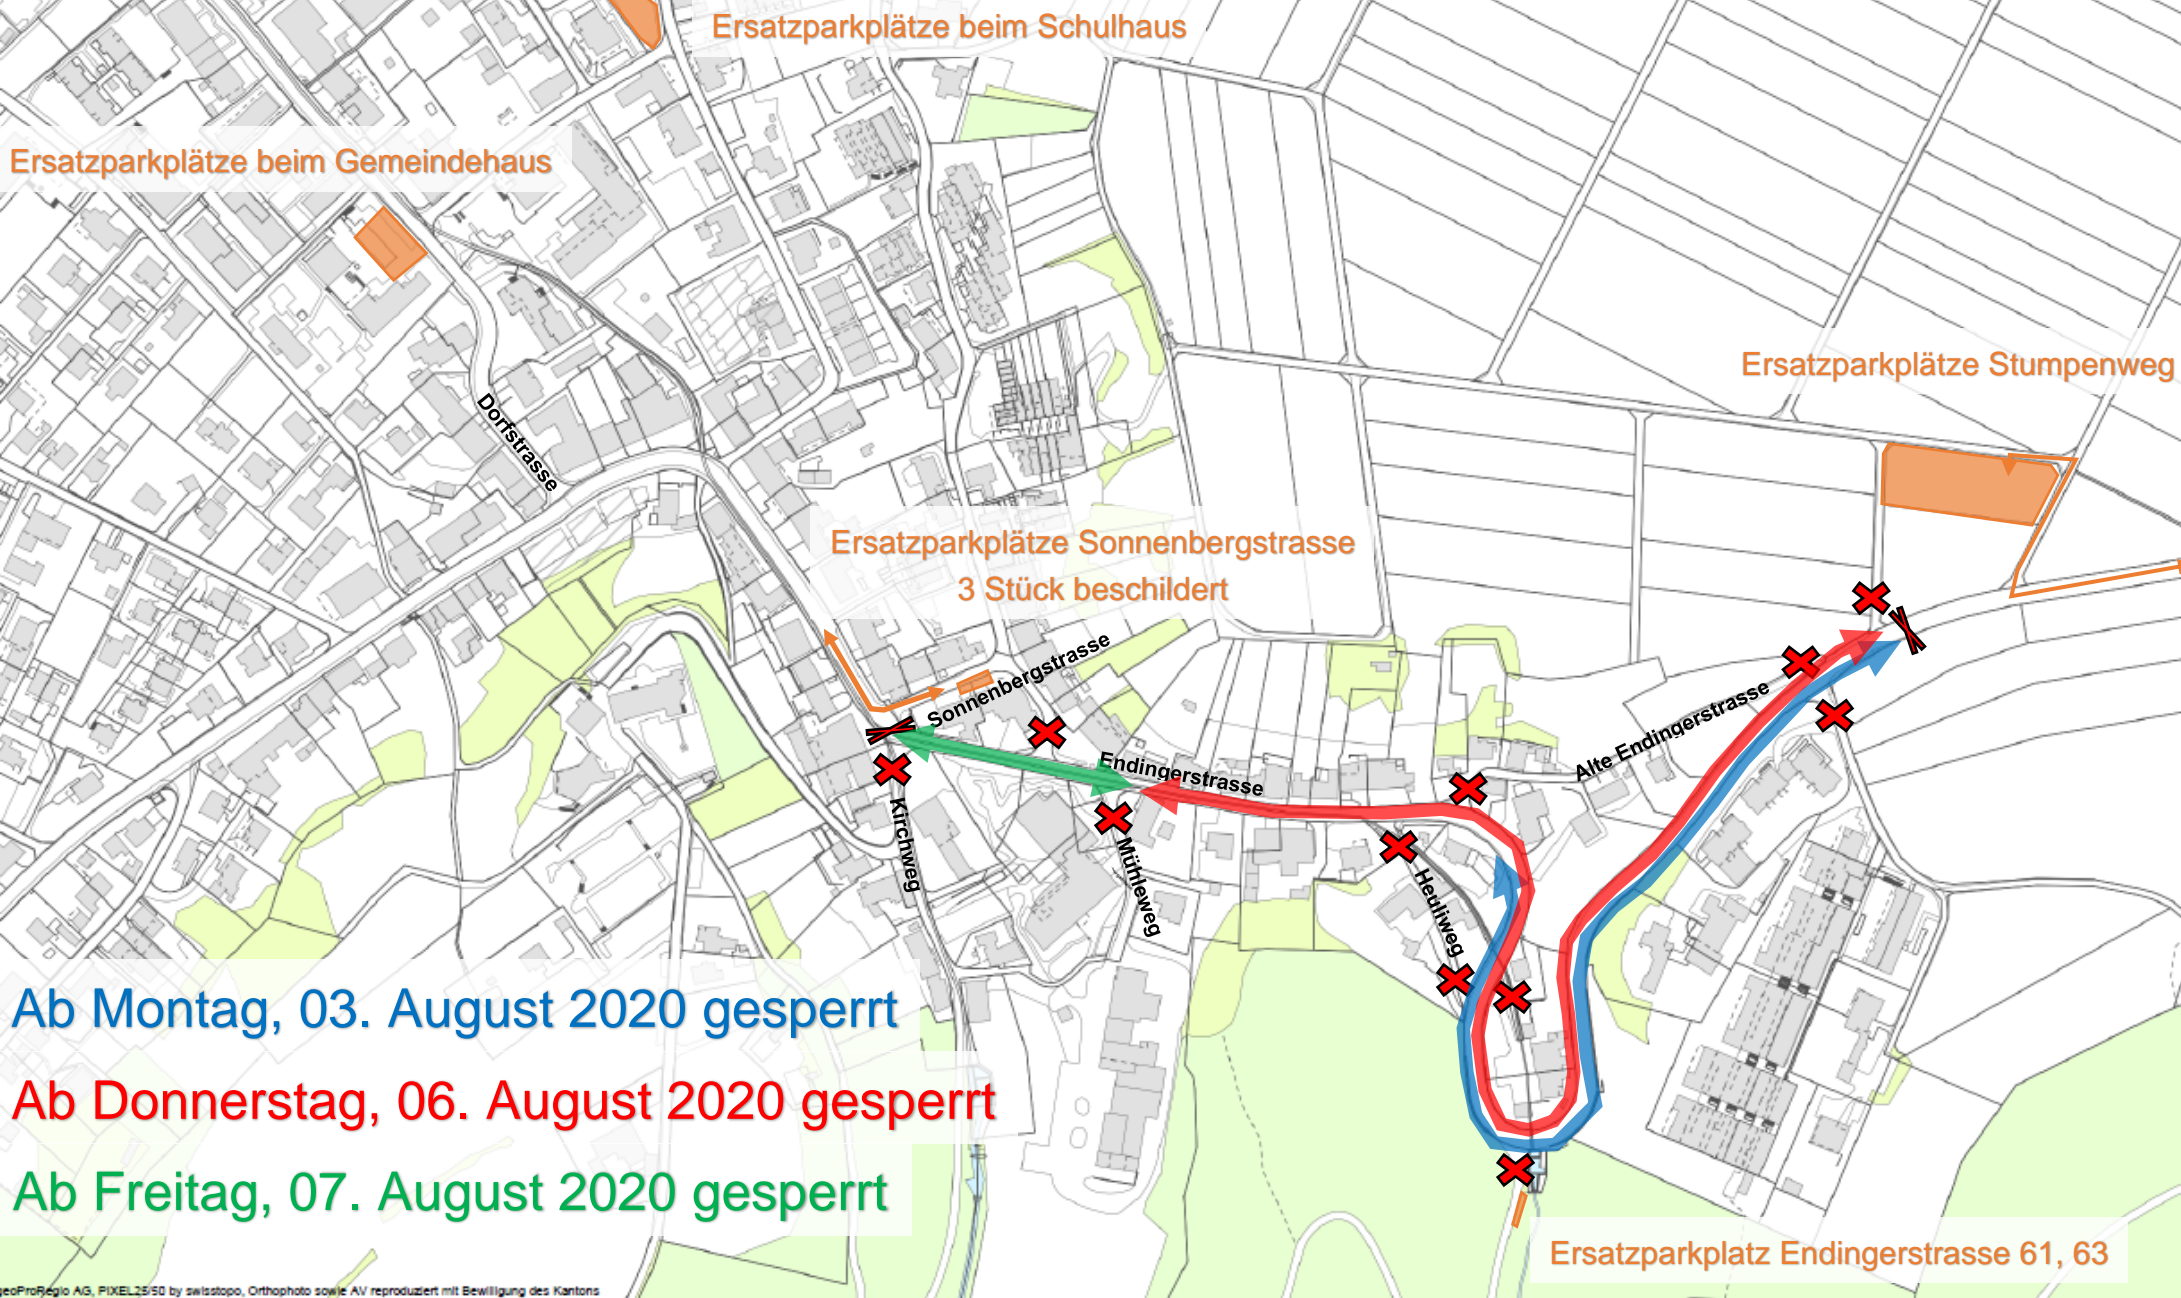 Ersatzparkplätze beim Schulhaus
Ersatzparkplätze beim Gemeindehaus
Ersatzparkplätze Stumpenweg
Dorfstrasse
Ersatzparkplätze Sonnenbergstrasse
3 Stück beschildert
Sonnenbergstrasse
Endingerstrasse
Alte Endingerstrasse
Kirchweg
Mühleweg
Heuliweg
Ab Montag, 03. August 2020 gesperrt
Ab Donnerstag, 06. August 2020 gesperrt
Ab Freitag, 07. August 2020 gesperrt
Ersatzparkplatz Endingerstrasse 61, 63
geoProRegio AG, PIXEL25/50 by swisstopo, Orthophoto sowie AV reproduziert mit Bewilligung des Kantons